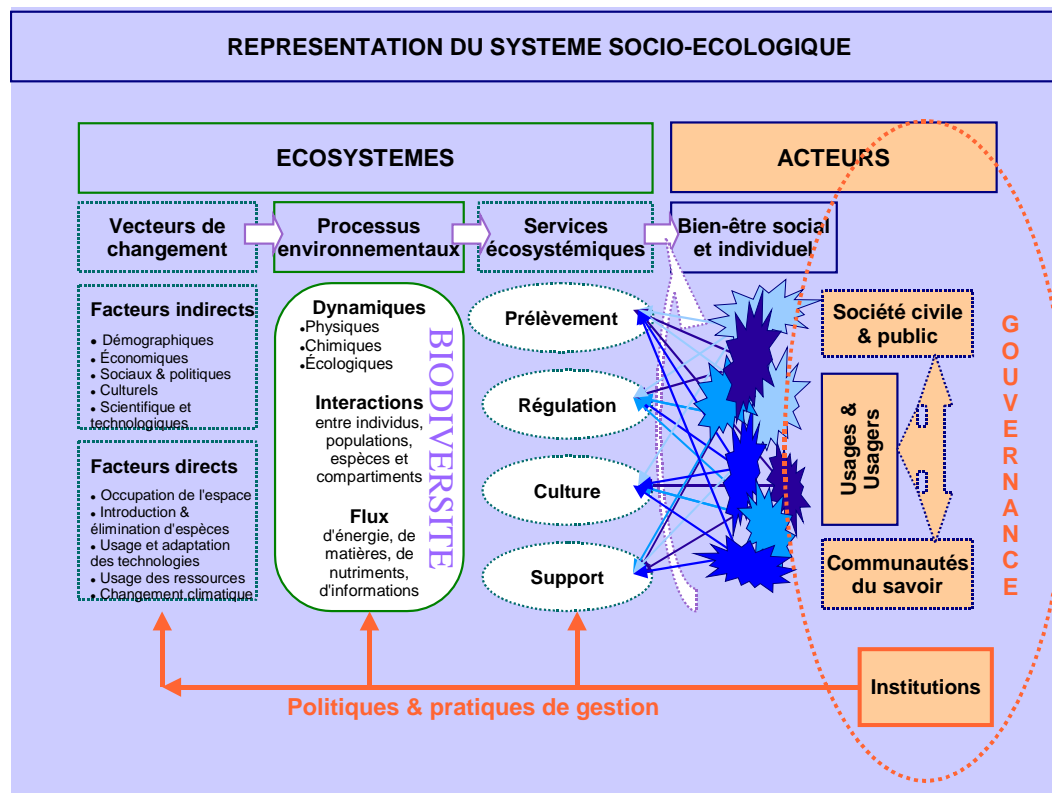 REPRESENTATION DU SYSTEME SOCIO-ECOLOGIQUE
ECOSYSTEMES
ACTEURS
Vecteurs de
changement
Processus
environnementaux
Services
écosystémiques
Bien-être social
et individuel
Facteurs indirects
• Démographiques
• Économiques
• Sociaux & politiques
• Culturels
• Scientifique et
technologiques
Facteurs directs
• Occupation de l'espace
• Introduction &
élimination d'espèces
• Usage et adaptation
des technologies
• Usage des ressources
• Changement climatique
Dynamiques
•Physiques
•Chimiques
•Écologiques
Interactions
entre individus,
populations,
espèces et
compartiments
Flux
d'énergie, de
matières, de
nutriments,
d'informations
BIODIVERSITE
Prélèvement
Régulation
Culture
Support
Société civile
& public
Usages &
Usagers
Communautés
du savoir
GOUVERNANCE
Institutions
Politiques & pratiques de gestion